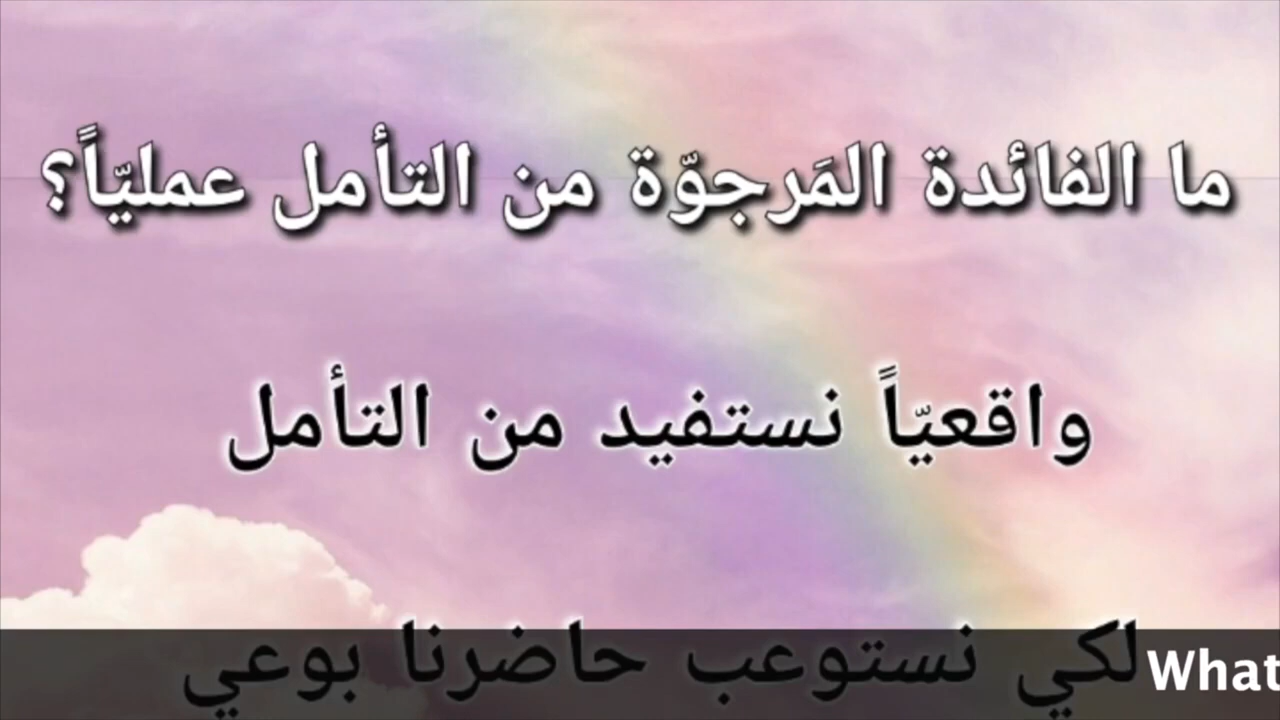 ما الفائدة المَرجوّة من التأمل عمليّاً؟
واقعيّاً نستفيد من التأمل
لكي نستوعب حاضرنا بوعي
What